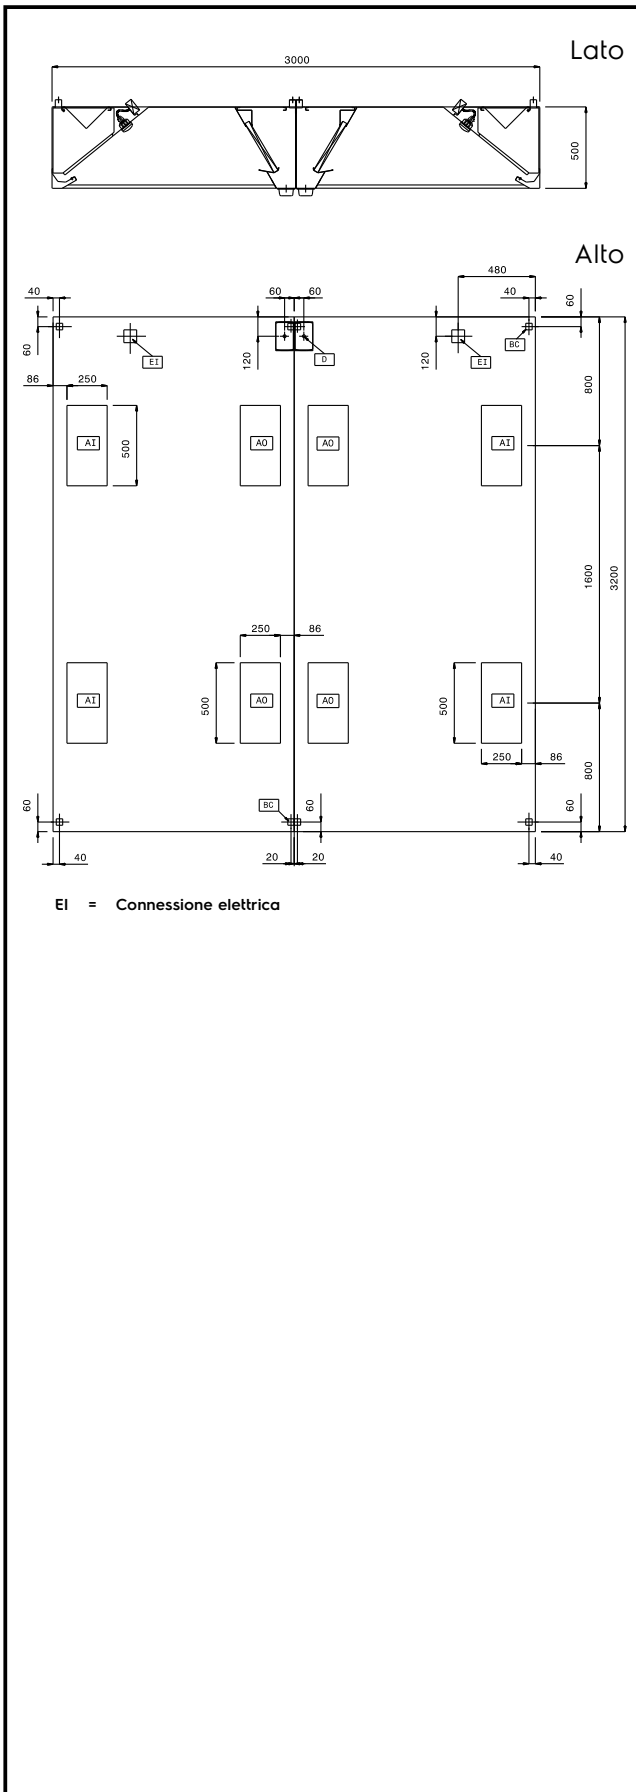 Lato
3000
500
Alto
480
40 60 60 40 60
60 120 EI D 120 EI BC
86 250 800
AI 500 AO AO AI
1600 3200
250 86
AI 500 AO AO 500 AI
250 86
800
60 BC 60 60
40 20 20 40
EI = Connessione elettrica